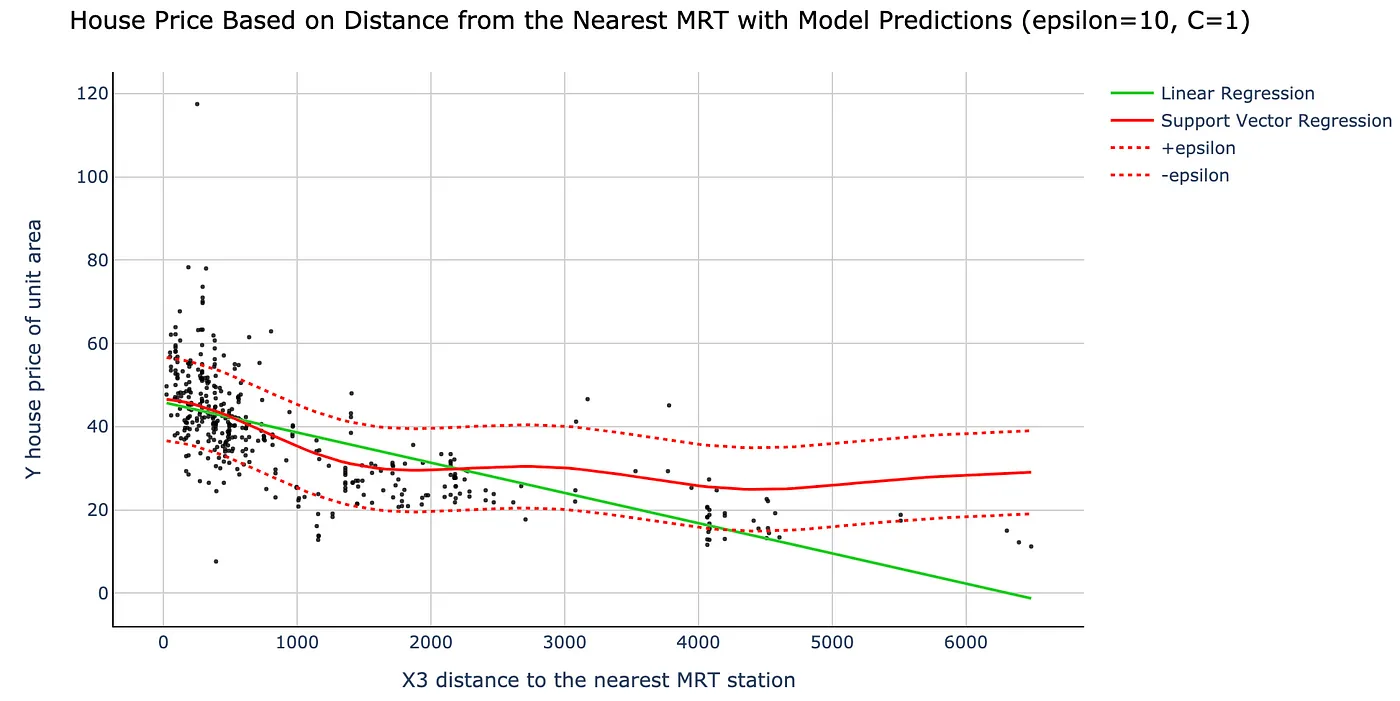 House Price Based on Distance from the Nearest MRT with Model Predictions (epsilon=10, C=1)
Linear Regression
Support Vector Regression
+epsilon
-epsilon
Y house price of unit area
120
100
80
60
40
20
0
0 1000 2000 3000 4000 5000 6000
X3 distance to the nearest MRT station